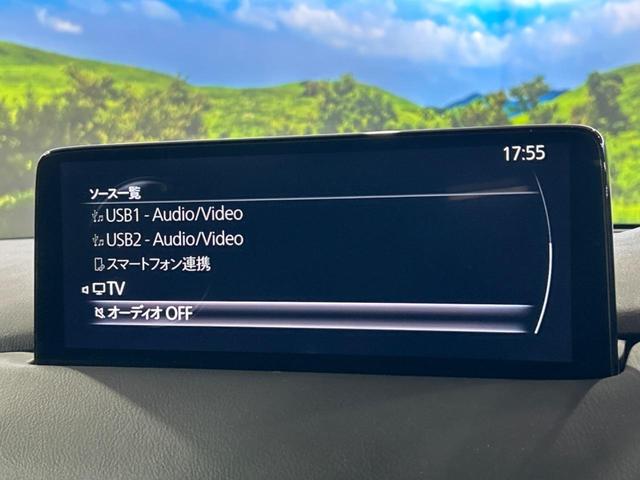 17:55
ソース一覧
USB1 - Audio/Video
USB2 - Audio/Video
スマートフォン連携
TV
オーディオ OFF